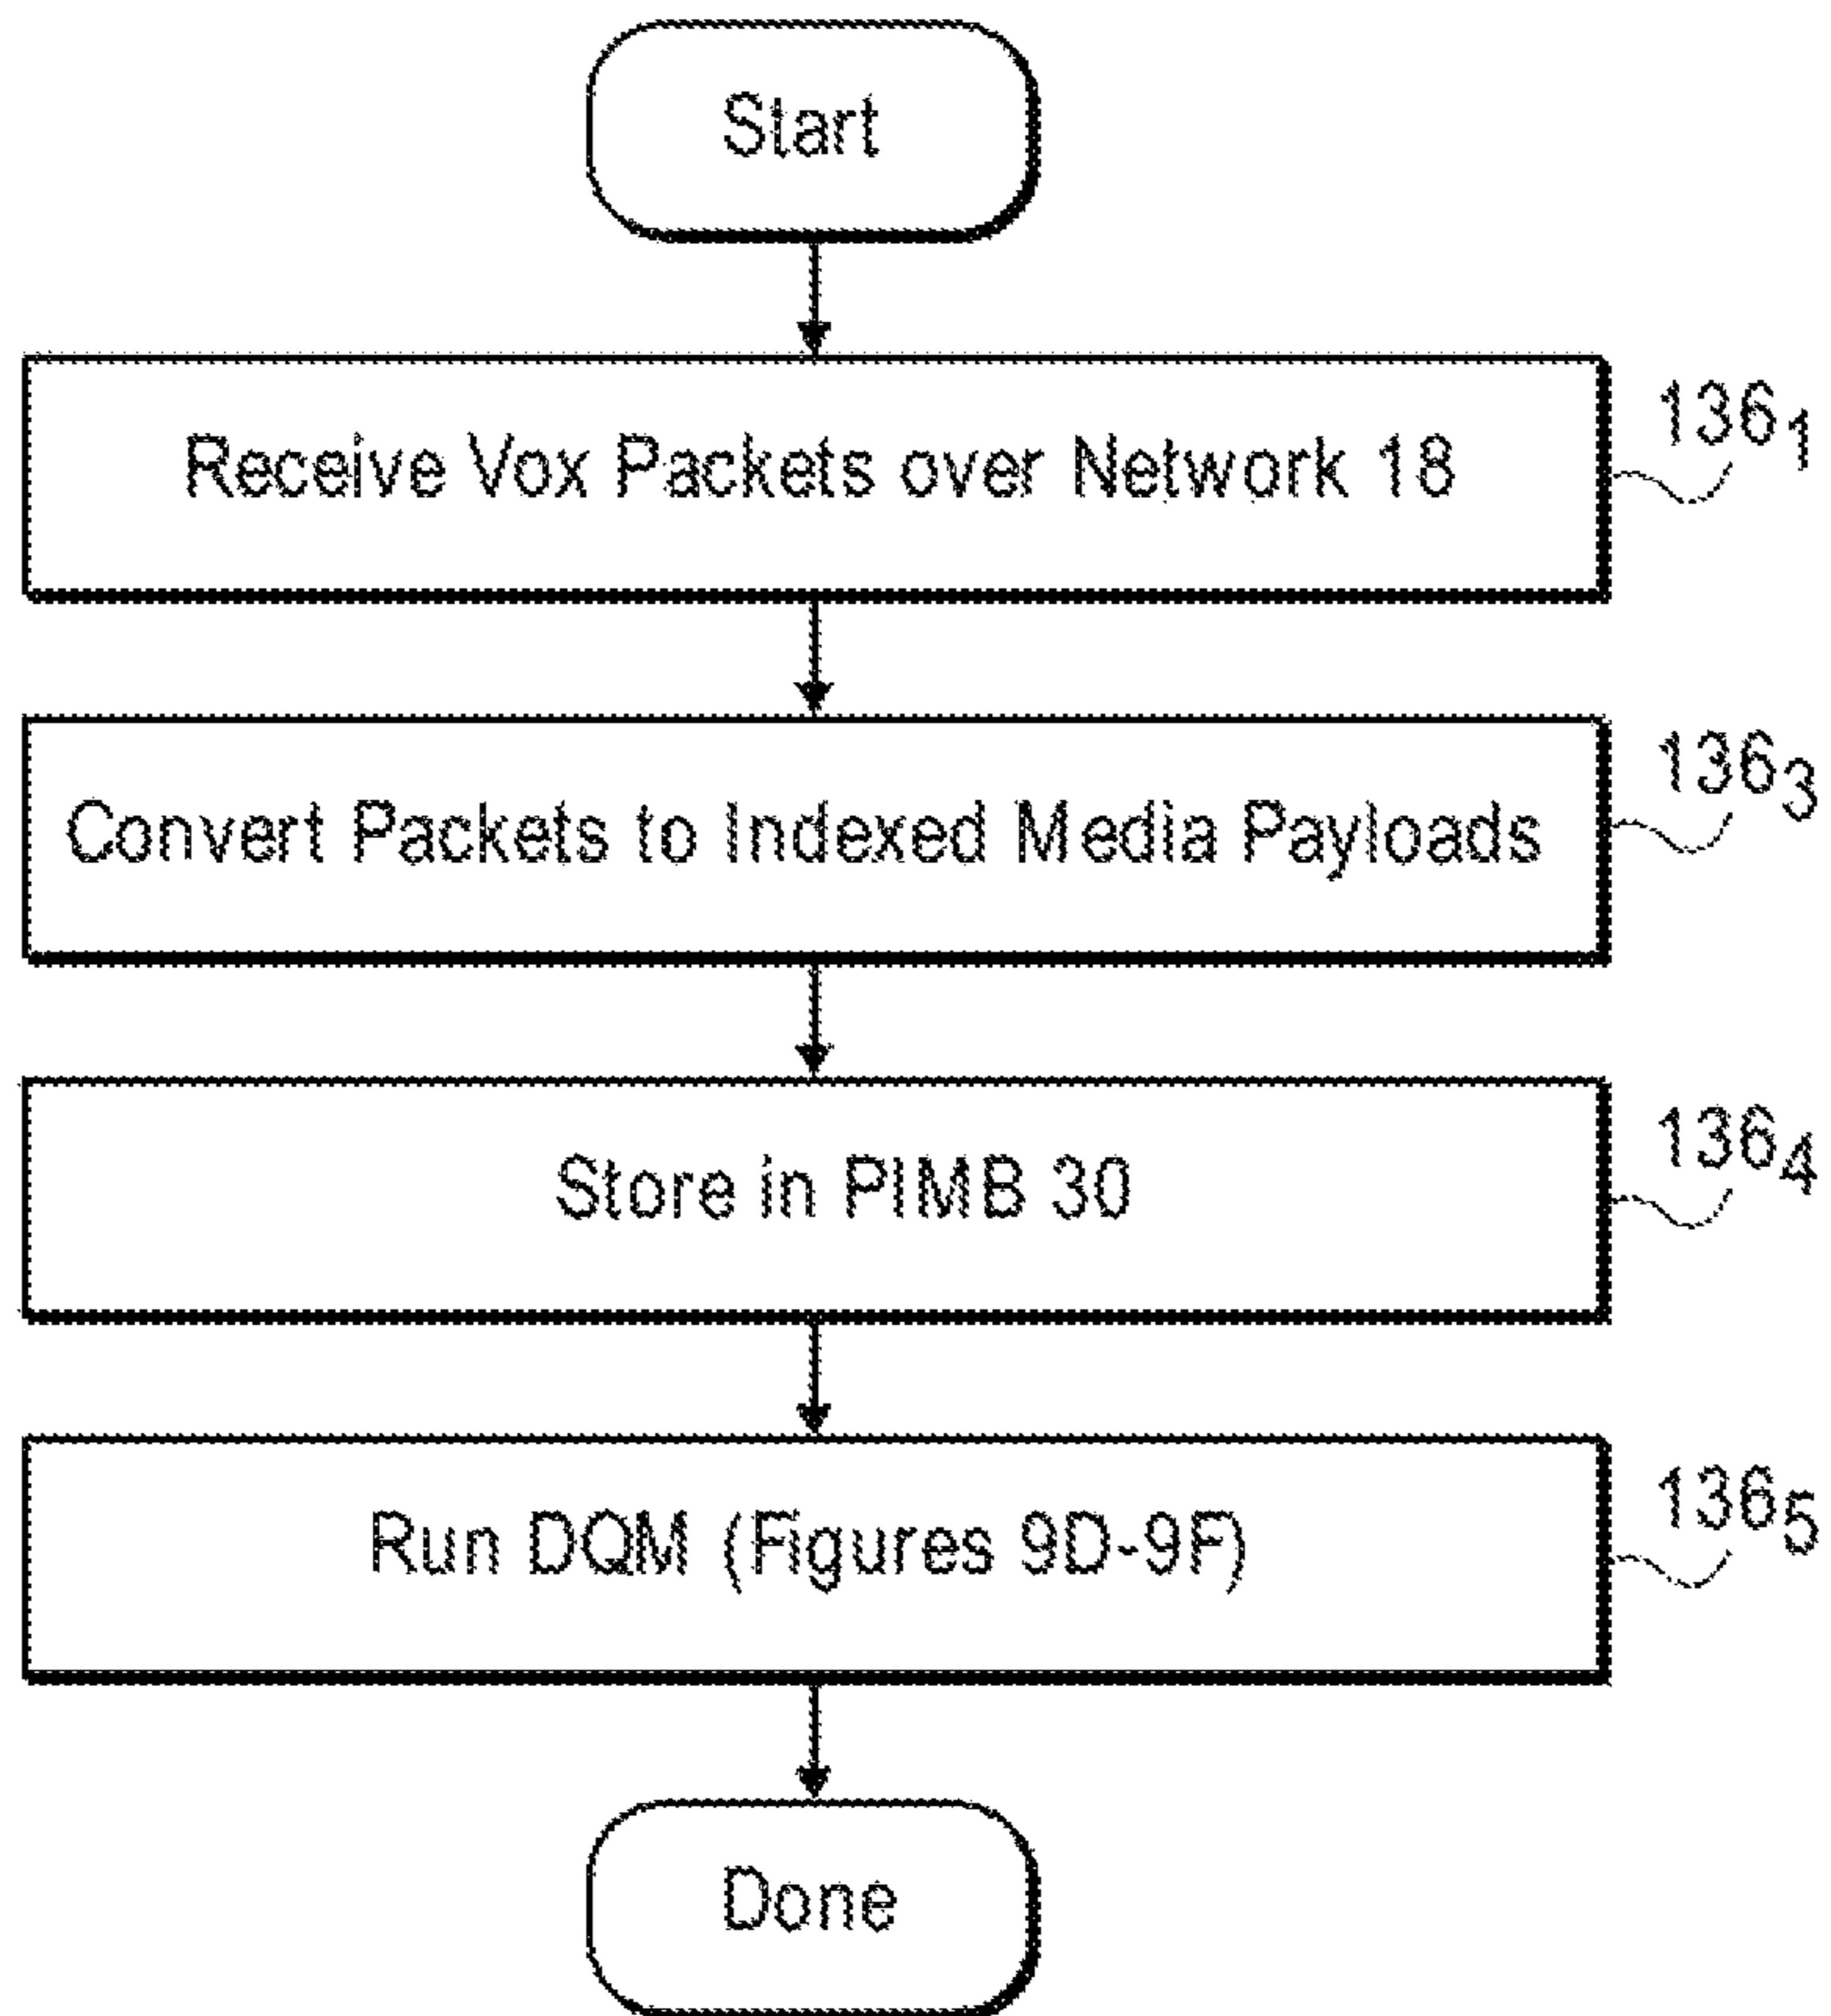 Start
Receive Vox Packets over Network 18
136₁
Convert Packets to Indexed Media Payloads
136₃
Store in PIMB 30
136₄
Run DQM (Figures 9D-9F)
136₅
Done